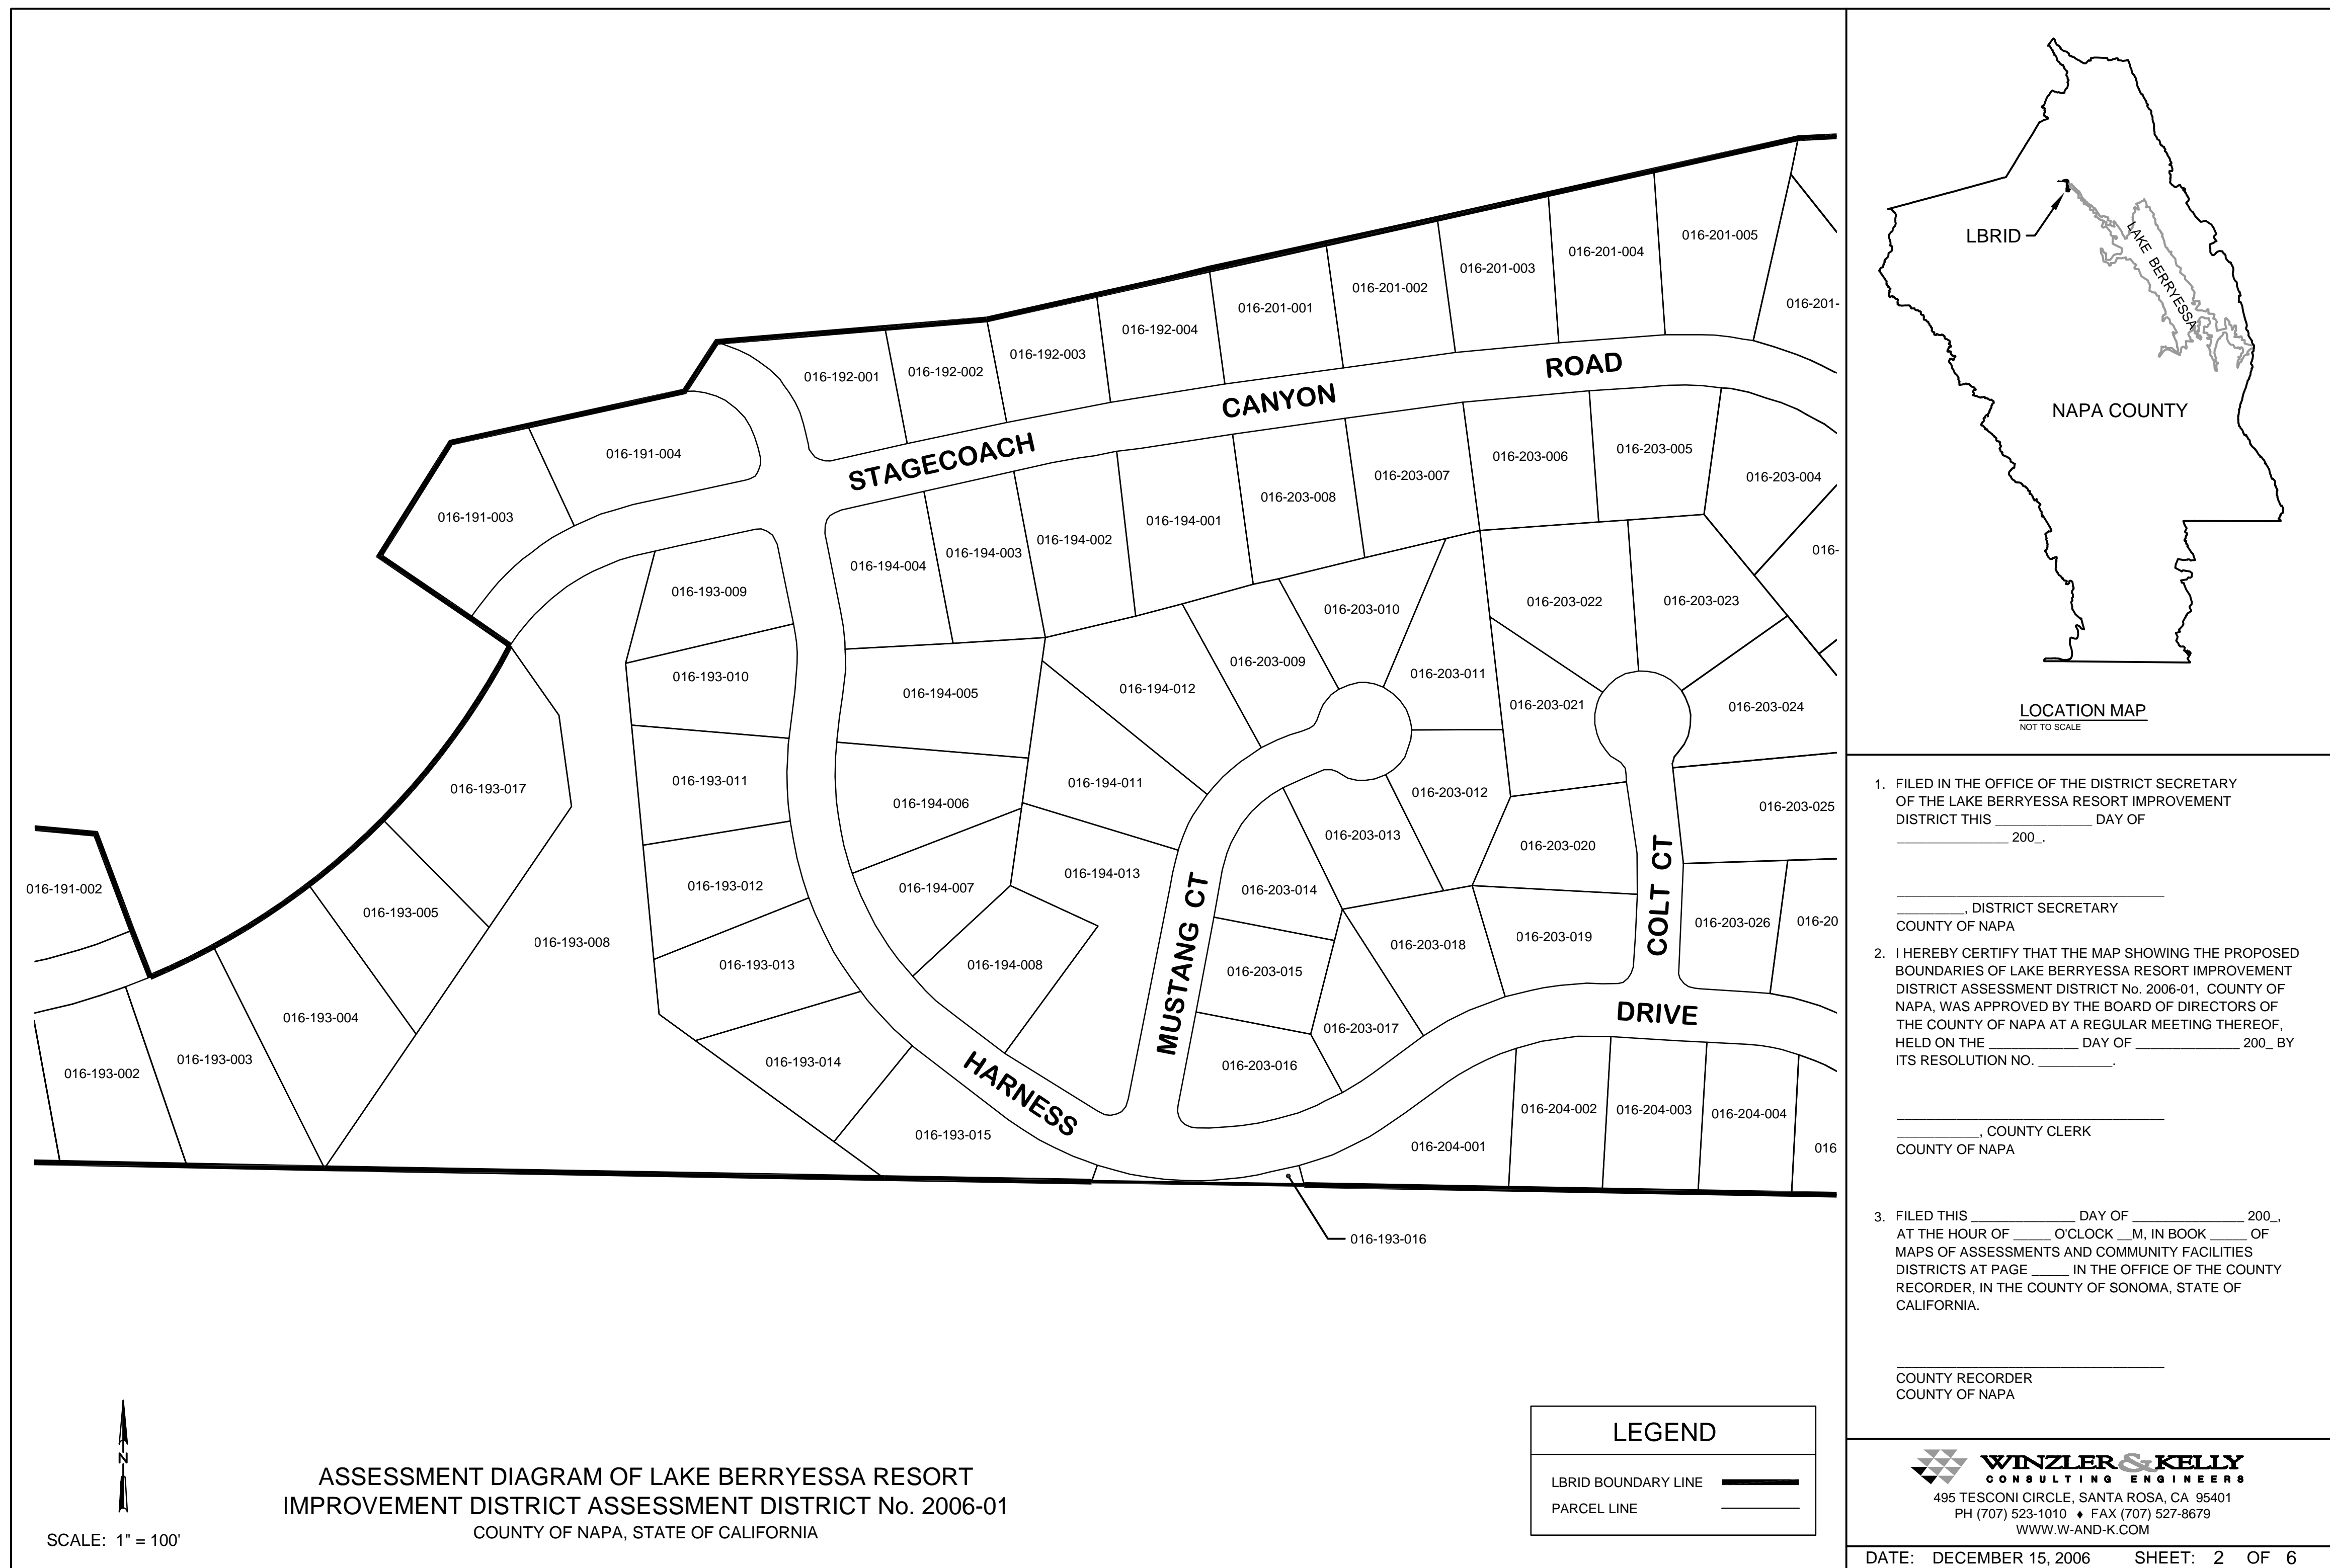 016-201-005
016-201-004
016-201-003
016-201-002
016-201-001
016-201-
016-192-004
016-192-003
016-192-002
016-192-001
STAGECOACH CANYON ROAD
016-191-004
016-191-003
016-203-004
016-203-005
016-203-006
016-203-007
016-203-008
016-194-001
016-194-002
016-194-003
016-194-004
016-
016-193-009
016-193-010
016-193-011
016-193-012
016-193-013
016-193-014
016-193-015
016-194-005
016-194-006
016-194-007
016-194-008
016-194-011
016-194-012
016-194-013
016-203-009
016-203-010
016-203-011
016-203-012
016-203-013
016-203-014
016-203-015
016-203-016
016-203-017
016-203-018
016-203-019
016-203-020
016-203-021
016-203-022
016-203-023
016-203-024
016-203-025
016-203-026
016-20
MUSTANG CT
COLT CT
HARNESS DRIVE
016-193-017
016-191-002
016-193-005
016-193-008
016-193-004
016-193-003
016-193-002
016-204-001
016-204-002
016-204-003
016-204-004
016
016-193-016
N
SCALE: 1" = 100'
ASSESSMENT DIAGRAM OF LAKE BERRYESSA RESORT
IMPROVEMENT DISTRICT ASSESSMENT DISTRICT No. 2006-01
COUNTY OF NAPA, STATE OF CALIFORNIA
LEGEND
LBRID BOUNDARY LINE
PARCEL LINE
LBRID
LAKE BERRYESSA
NAPA COUNTY
LOCATION MAP
NOT TO SCALE
1. FILED IN THE OFFICE OF THE DISTRICT SECRETARY
OF THE LAKE BERRYESSA RESORT IMPROVEMENT
DISTRICT THIS _____________ DAY OF
_______________ 200_.
____________________________________
_________, DISTRICT SECRETARY
COUNTY OF NAPA
2. I HEREBY CERTIFY THAT THE MAP SHOWING THE PROPOSED
BOUNDARIES OF LAKE BERRYESSA RESORT IMPROVEMENT
DISTRICT ASSESSMENT DISTRICT No. 2006-01, COUNTY OF
NAPA, WAS APPROVED BY THE BOARD OF DIRECTORS OF
THE COUNTY OF NAPA AT A REGULAR MEETING THEREOF,
HELD ON THE ____________ DAY OF ______________ 200_ BY
ITS RESOLUTION NO. __________.
____________________________________
___________, COUNTY CLERK
COUNTY OF NAPA
3. FILED THIS ______________ DAY OF _______________ 200_,
AT THE HOUR OF _____ O'CLOCK __M, IN BOOK _____ OF
MAPS OF ASSESSMENTS AND COMMUNITY FACILITIES
DISTRICTS AT PAGE _____ IN THE OFFICE OF THE COUNTY
RECORDER, IN THE COUNTY OF SONOMA, STATE OF
CALIFORNIA.
____________________________________
COUNTY RECORDER
COUNTY OF NAPA
WINZLER & KELLY
CONSULTING ENGINEERS
495 TESCONI CIRCLE, SANTA ROSA, CA 95401
PH (707) 523-1010 ♦ FAX (707) 527-8679
WWW.W-AND-K.COM
DATE: DECEMBER 15, 2006 SHEET: 2 OF 6